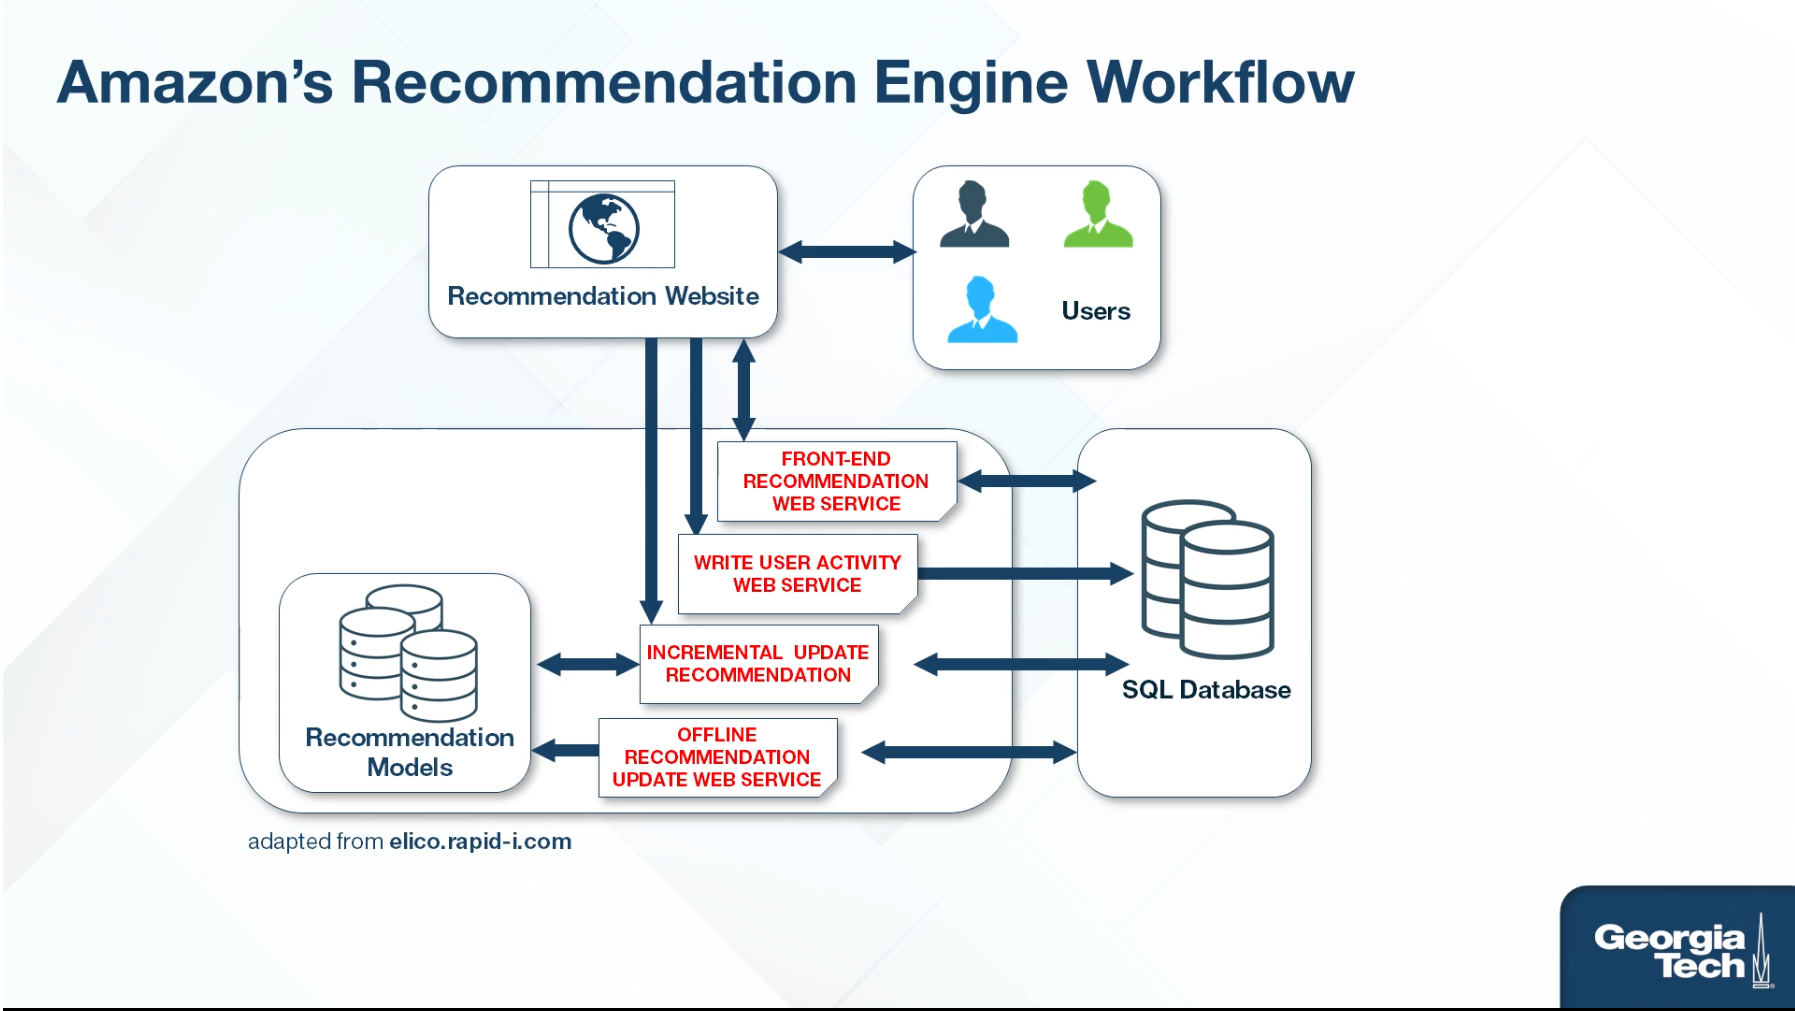 Amazon’s Recommendation Engine Workflow
Recommendation Website
Users
FRONT-END
RECOMMENDATION
WEB SERVICE
WRITE USER ACTIVITY
WEB SERVICE
INCREMENTAL UPDATE
RECOMMENDATION
OFFLINE
RECOMMENDATION
UPDATE WEB SERVICE
Recommendation
Models
SQL Database
adapted from elico.rapid-i.com
Georgia
Tech